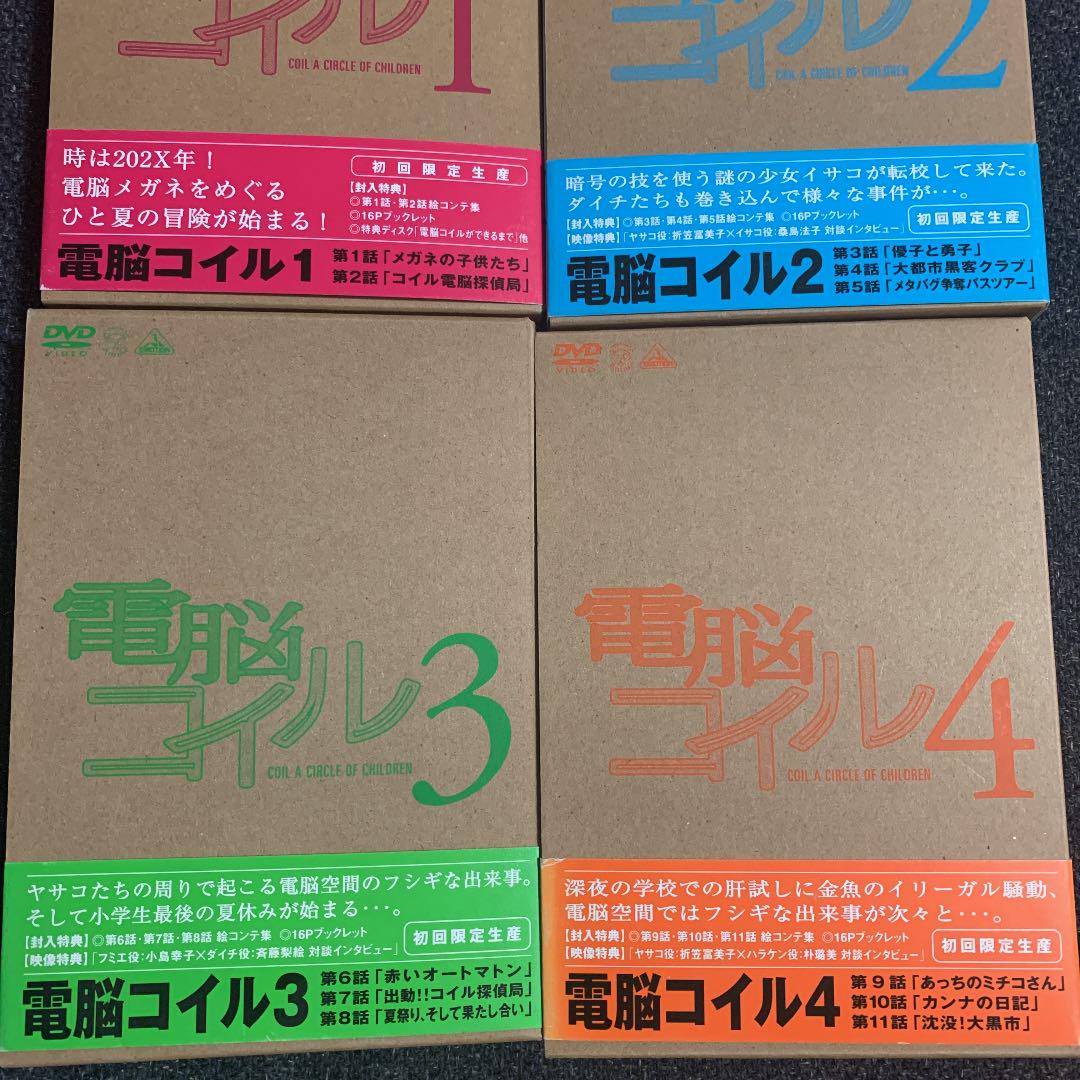 コイル1
COIL A CIRCLE OF CHILDREN
時は202X年！
電脳メガネをめぐる
ひと夏の冒険が始まる！
初回限定生産
【封入特典】
◎第1話・第2話絵コンテ集
◎16Pブックレット
◎特典ディスク「電脳コイルができるまで」他
電脳コイル1
第1話「メガネの子供たち」
第2話「コイル電脳探偵局」
コイル2
COIL A CIRCLE OF CHILDREN
暗号の技を使う謎の少女イサコが転校して来た。
ダイチたちも巻き込んで様々な事件が・・・。
【封入特典】◎第3話・第4話・第5話絵コンテ集 ◎16Pブックレット
【映像特典】「ヤサコ役：折笠富美子×イサコ役：桑島法子 対談インタビュー」
初回限定生産
電脳コイル2
第3話「優子と勇子」
第4話「大都市黒客クラブ」
第5話「メタバグ争奪バスツアー」
DVD
VIDEO
EMOTION
電脳
コイル3
COIL A CIRCLE OF CHILDREN
ヤサコたちの周りで起こる電脳空間のフシギな出来事。
そして小学生最後の夏休みが始まる・・・。
【封入特典】◎第6話・第7話・第8話 絵コンテ集 ◎16Pブックレット
【映像特典】「フミエ役：小島幸子×ダイチ役：斉藤梨絵 対談インタビュー」
初回限定生産
電脳コイル3
第6話「赤いオートマトン」
第7話「出動!!コイル探偵局」
第8話「夏祭り、そして果たし合い」
DVD
VIDEO
EMOTION
電脳
コイル4
COIL A CIRCLE OF CHILDREN
深夜の学校での肝試しに金魚のイリーガル騒動、
電脳空間ではフシギな出来事が次々と・・・。
【封入特典】◎第9話・第10話・第11話 絵コンテ集 ◎16Pブックレット
【映像特典】「ヤサコ役：折笠富美子×ハラケン役：朴璐美 対談インタビュー」
初回限定生産
電脳コイル4
第9話「あっちのミチコさん」
第10話「カンナの日記」
第11話「沈没！大黒市」